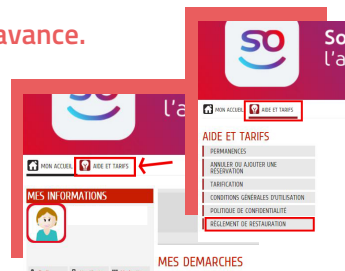 avance.
so
So
l'a
MON ACCUEIL
AIDE ET TARIFS
AIDE ET TARIFS
PERMANENCES
ANNULER OU AJOUTER UNE
RÉSERVATION
TARIFICATION
CONDITIONS GÉNÉRALES D'UTILISATION
POLITIQUE DE CONFIDENTIALITÉ
RÈGLEMENT DE RESTAURATION
l'a
MON ACCUEIL
AIDE ET TARIFS
MES INFORMATIONS
MES DEMARCHES